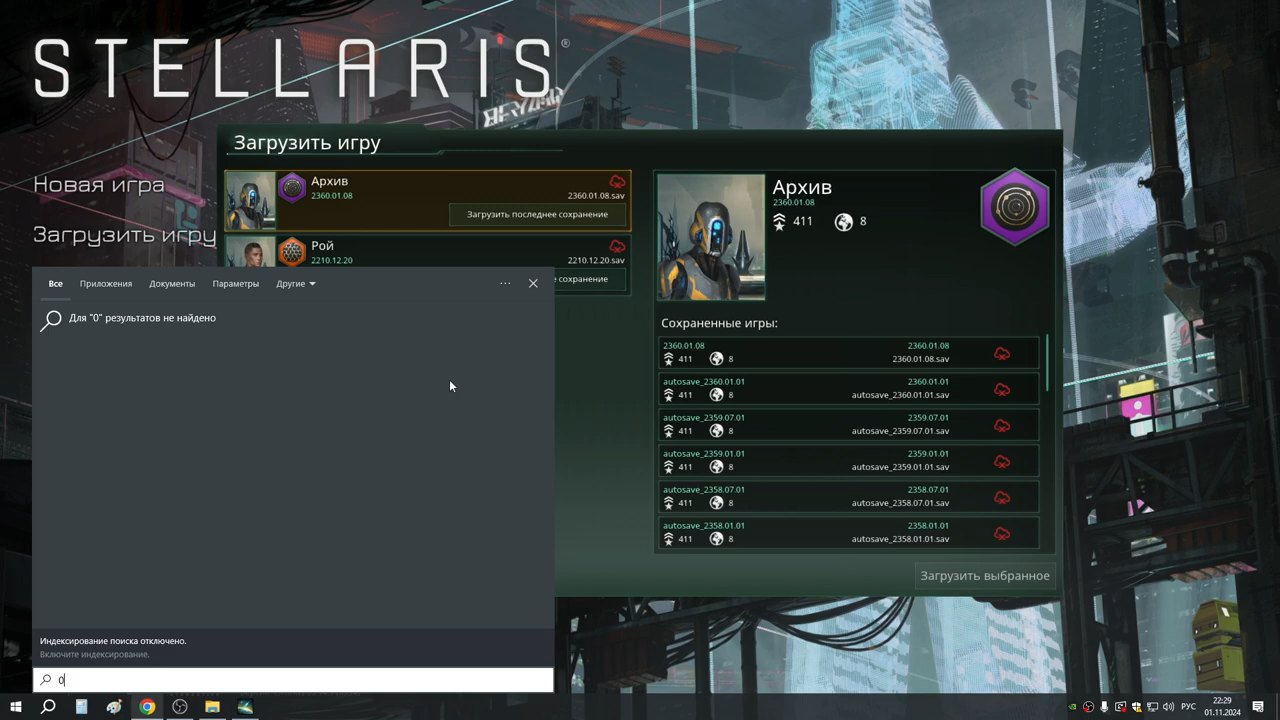 STELLARIS®
Новая игра
Загрузить игру
Загрузить игру
Архив
2360.01.08
2360.01.08.sav
Загрузить последнее сохранение
Рой
2210.12.20
2210.12.20.sav
сохранение
Архив
2360.01.08
411 8
Сохраненные игры:
2360.01.08 2360.01.08
411 8 2360.01.08.sav
autosave_2360.01.01 2360.01.01
411 8 autosave_2360.01.01.sav
autosave_2359.07.01 2359.07.01
411 8 autosave_2359.07.01.sav
autosave_2359.01.01 2359.01.01
411 8 autosave_2359.01.01.sav
autosave_2358.07.01 2358.07.01
411 8 autosave_2358.07.01.sav
autosave_2358.01.01 2358.01.01
411 8 autosave_2358.01.01.sav
Загрузить выбранное
Все Приложения Документы Параметры Другие ...
Для "0" результатов не найдено
Индексирование поиска отключено.
Включите индексирование.
0
РУС
22:29
01.11.2024